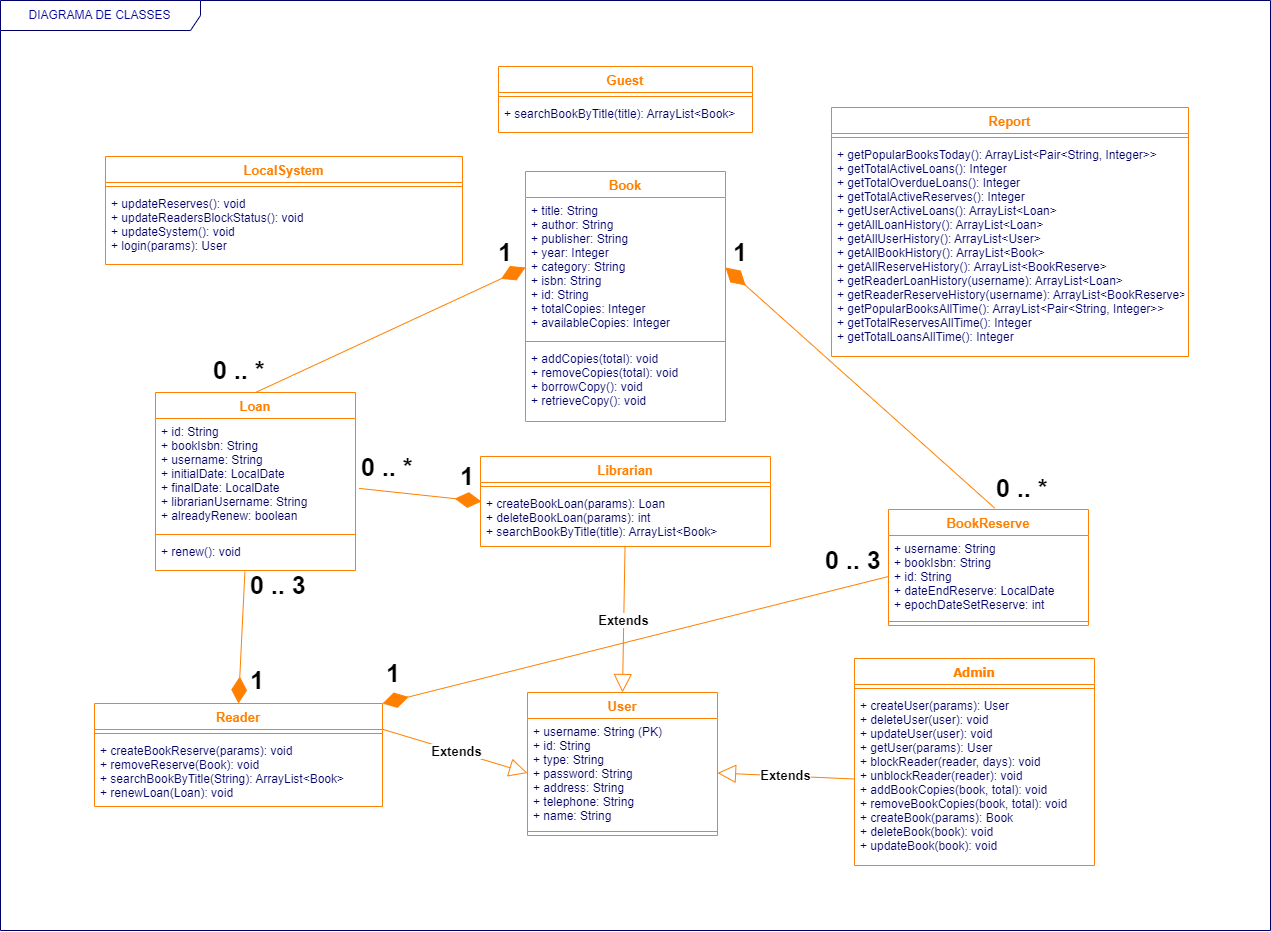 DIAGRAMA DE CLASSES
Guest
+ searchBookByTitle(title): ArrayList<Book>
Report
+ getPopularBooksToday(): ArrayList<Pair<String, Integer>>
+ getTotalActiveLoans(): Integer
+ getTotalOverdueLoans(): Integer
+ getTotalActiveReserves(): Integer
+ getUserActiveLoans(): ArrayList<Loan>
+ getAllLoanHistory(): ArrayList<Loan>
+ getAllUserHistory(): ArrayList<User>
+ getAllBookHistory(): ArrayList<Book>
+ getAllReserveHistory(): ArrayList<BookReserve>
+ getReaderLoanHistory(username): ArrayList<Loan>
+ getReaderReserveHistory(username): ArrayList<BookReserve>
+ getPopularBooksAllTime(): ArrayList<Pair<String, Integer>>
+ getTotalReservesAllTime(): Integer
+ getTotalLoansAllTime(): Integer
LocalSystem
+ updateReserves(): void
+ updateReadersBlockStatus(): void
+ updateSystem(): void
+ login(params): User
Book
+ title: String
+ author: String
+ publisher: String
+ year: Integer
+ category: String
+ isbn: String
+ id: String
+ totalCopies: Integer
+ availableCopies: Integer
+ addCopies(total): void
+ removeCopies(total): void
+ borrowCopy(): void
+ retrieveCopy(): void
1
1
0 .. *
Loan
+ id: String
+ bookIsbn: String
+ username: String
+ initialDate: LocalDate
+ finalDate: LocalDate
+ librarianUsername: String
+ alreadyRenew: boolean
+ renew(): void
0 .. *
1
Librarian
+ createBookLoan(params): Loan
+ deleteBookLoan(params): int
+ searchBookByTitle(title): ArrayList<Book>
0 .. *
BookReserve
+ username: String
+ bookIsbn: String
+ id: String
+ dateEndReserve: LocalDate
+ epochDateSetReserve: int
0 .. 3
0 .. 3
Extends
1
1
Reader
+ createBookReserve(params): void
+ removeReserve(Book): void
+ searchBookByTitle(String): ArrayList<Book>
+ renewLoan(Loan): void
Extends
User
+ username: String (PK)
+ id: String
+ type: String
+ password: String
+ address: String
+ telephone: String
+ name: String
Extends
Admin
+ createUser(params): User
+ deleteUser(user): void
+ updateUser(user): void
+ getUser(params): User
+ blockReader(reader, days): void
+ unblockReader(reader): void
+ addBookCopies(book, total): void
+ removeBookCopies(book, total): void
+ createBook(params): Book
+ deleteBook(book): void
+ updateBook(book): void